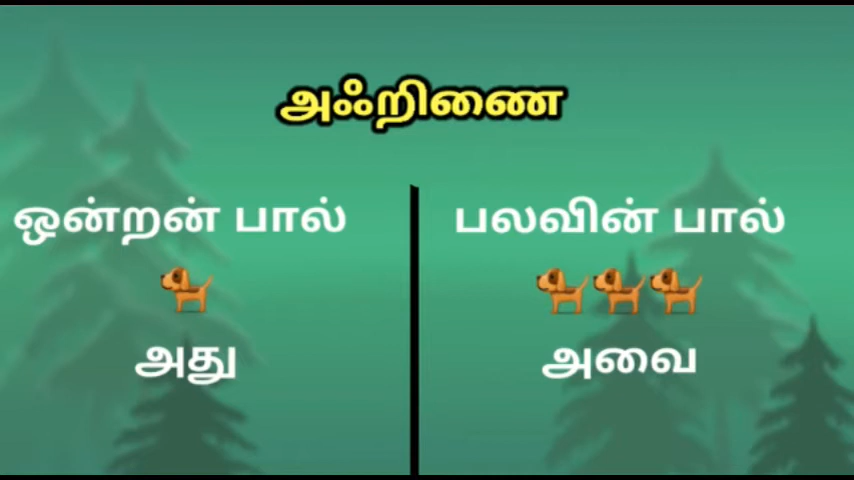 அஃறிணை
ஒன்றன் பால்
அது
பலவின் பால்
அவை